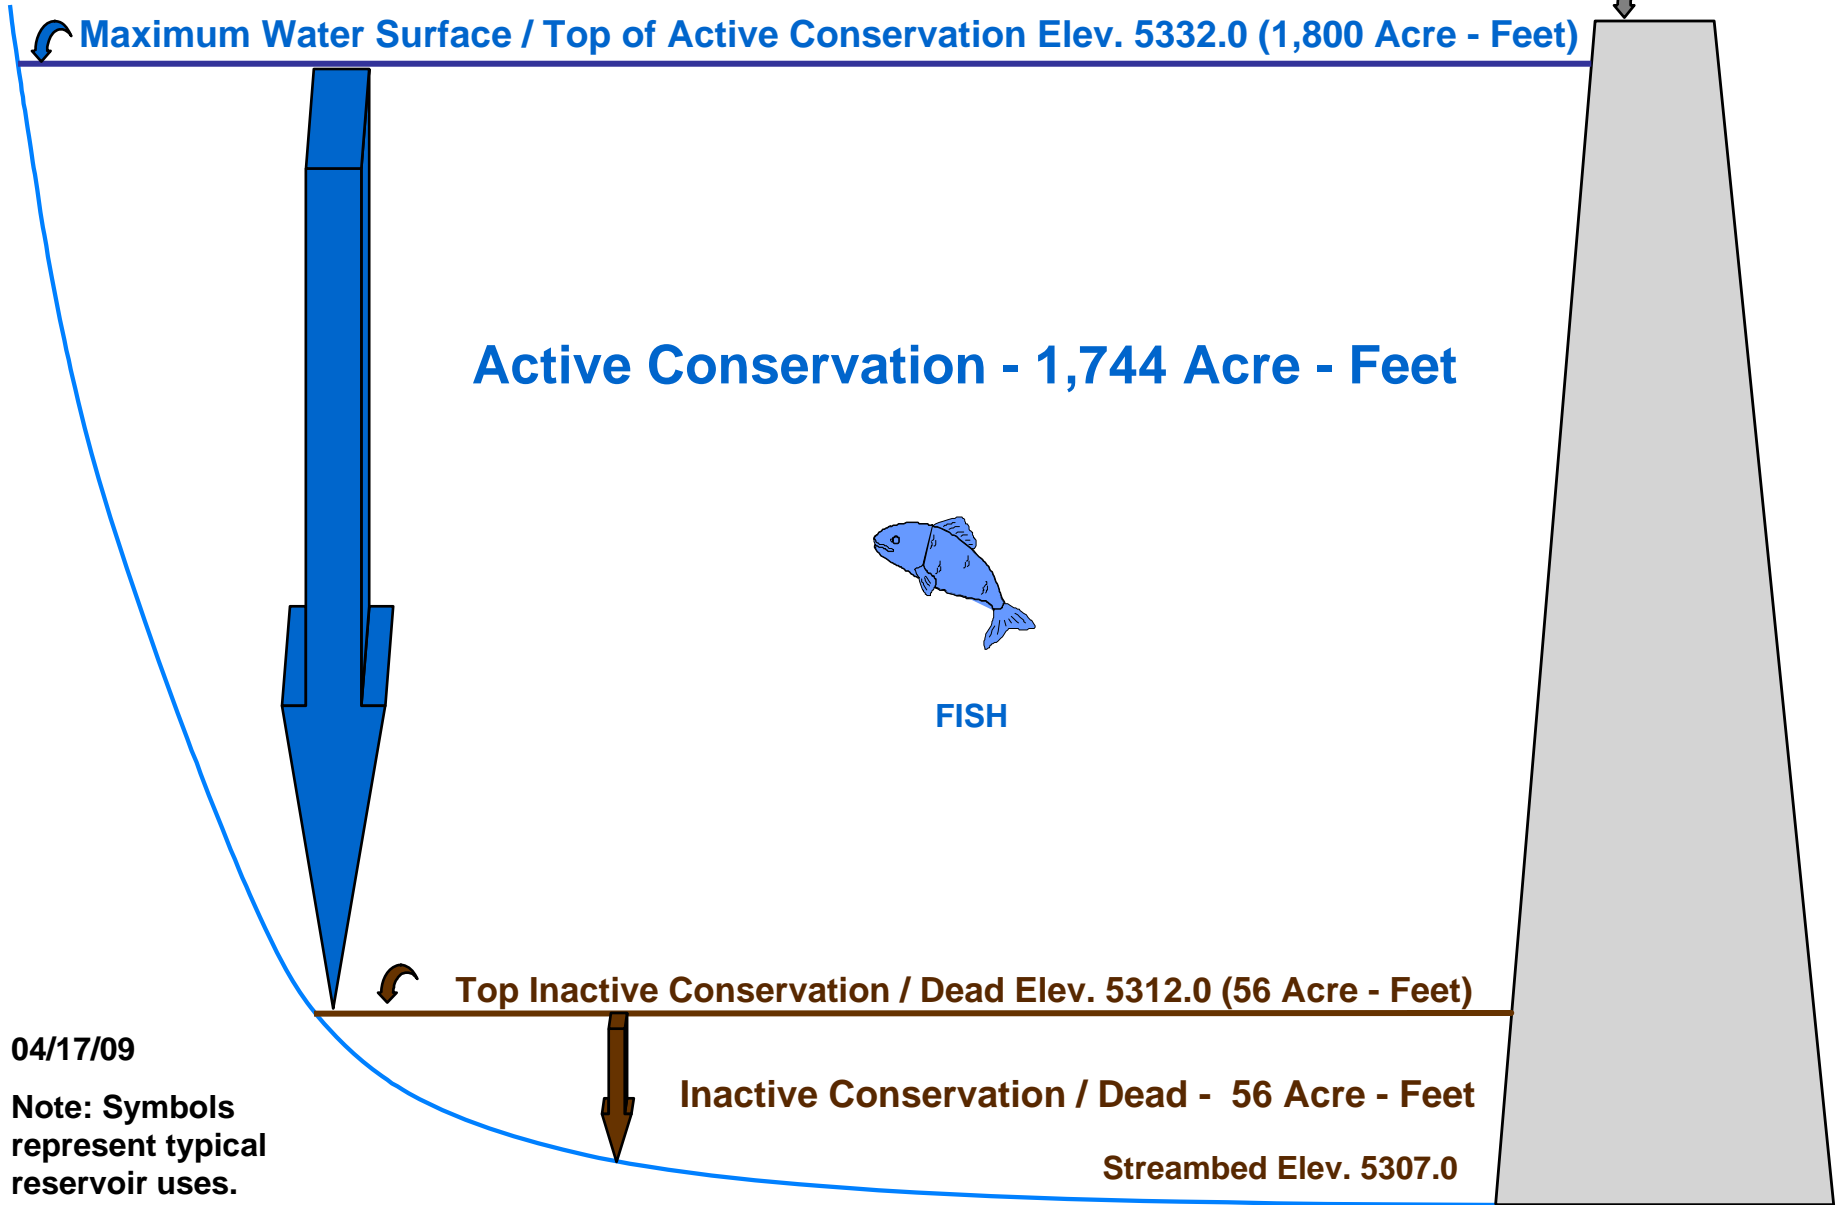 Maximum Water Surface / Top of Active Conservation Elev. 5332.0 (1,800 Acre - Feet)
Active Conservation - 1,744 Acre - Feet
FISH
Top Inactive Conservation / Dead Elev. 5312.0 (56 Acre - Feet)
04/17/09
Inactive Conservation / Dead - 56 Acre - Feet
Note: Symbols
represent typical
reservoir uses.
Streambed Elev. 5307.0